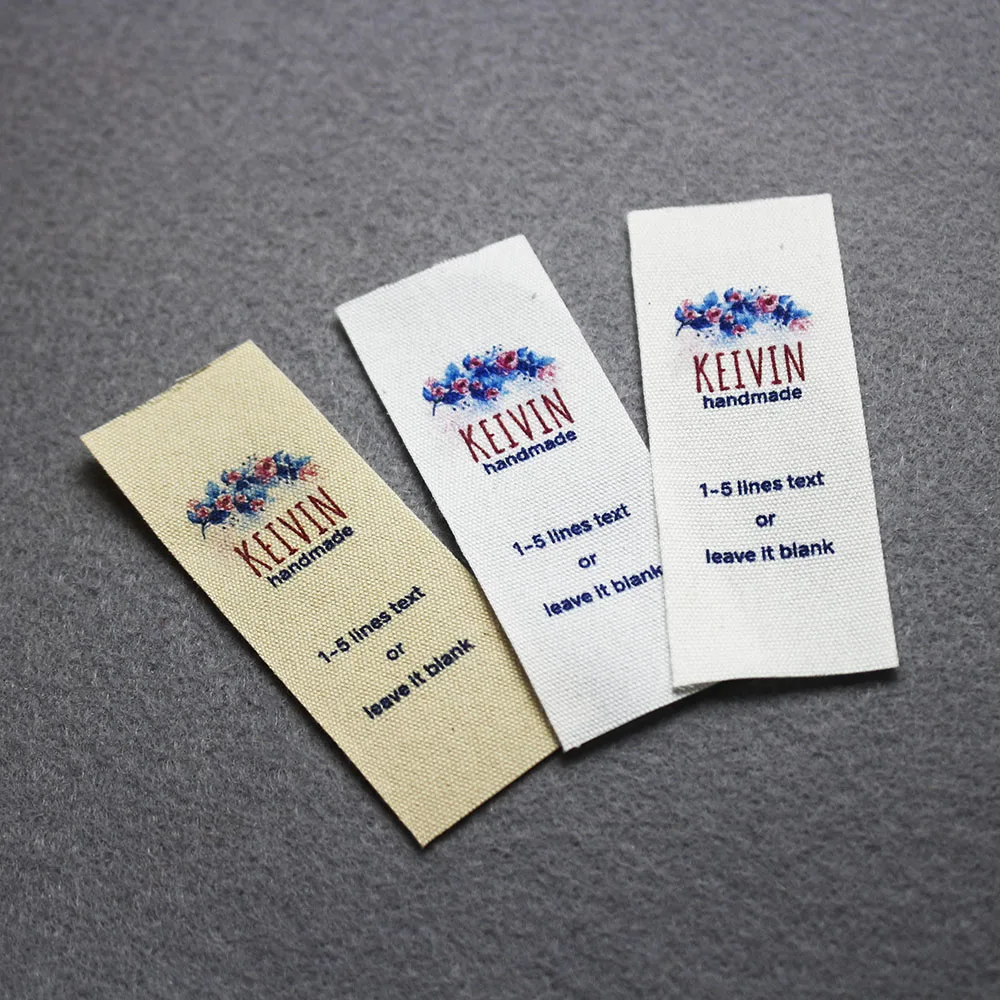 KEIVIN
handmade
1-5 lines text
or
leave it blank
KEIVIN
handmade
1-5 lines text
or
leave it blank
KEIVIN
handmade
1-5 lines text
or
leave it blank